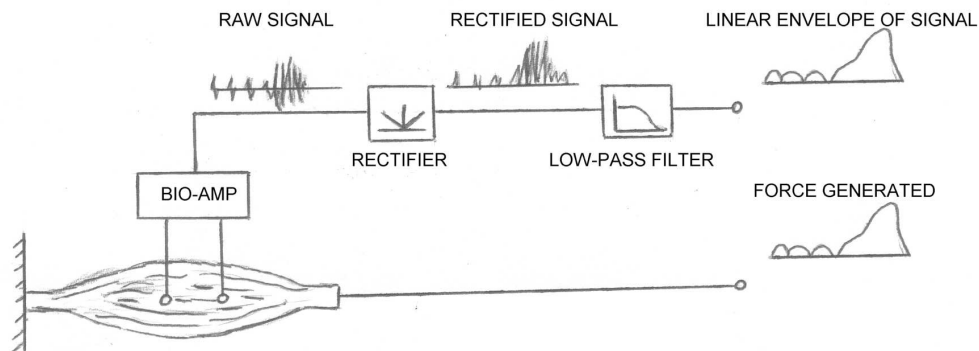 RAW SIGNAL
RECTIFIED SIGNAL
LINEAR ENVELOPE OF SIGNAL
RECTIFIER
LOW-PASS FILTER
BIO-AMP
FORCE GENERATED